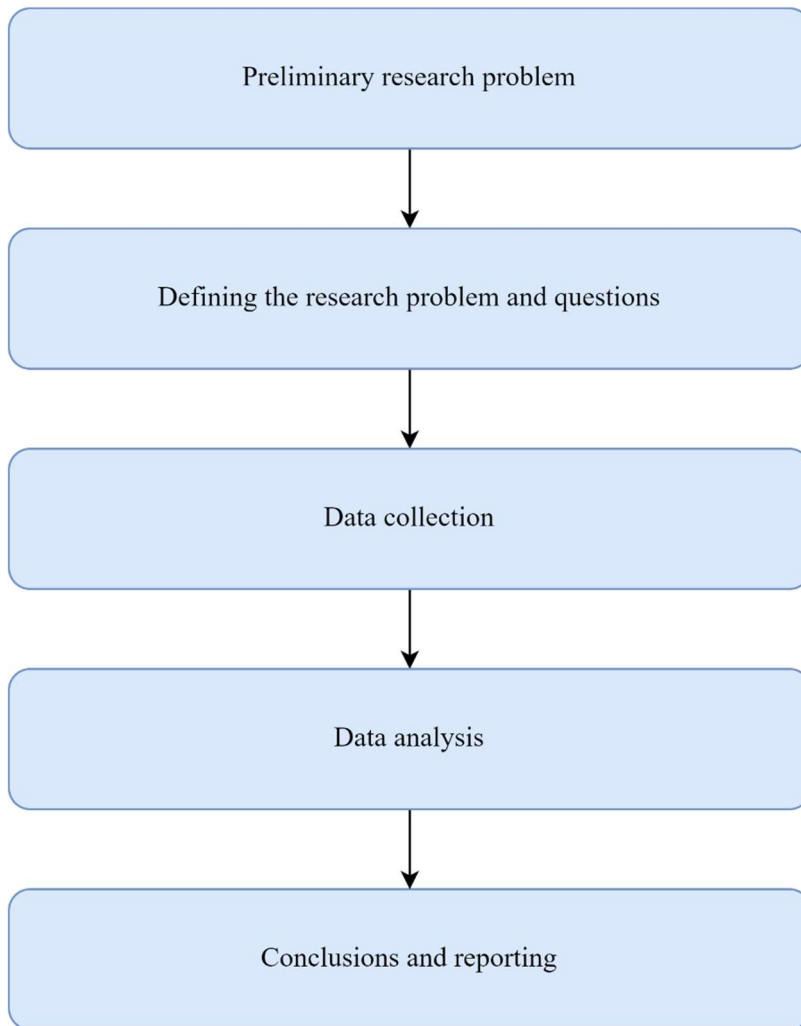 Preliminary research problem
Defining the research problem and questions
Data collection
Data analysis
Conclusions and reporting